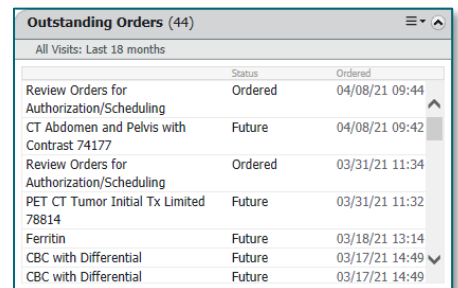 Outstanding Orders (44)
All Visits: Last 18 months
Status Ordered
Review Orders for Authorization/Scheduling Ordered 04/08/21 09:44
CT Abdomen and Pelvis with Contrast 74177 Future 04/08/21 09:42
Review Orders for Authorization/Scheduling Ordered 03/31/21 11:34
PET CT Tumor Initial Tx Limited 78814 Future 03/31/21 11:32
Ferritin Future 03/18/21 13:14
CBC with Differential Future 03/17/21 14:49
CBC with Differential Future 03/17/21 14:49